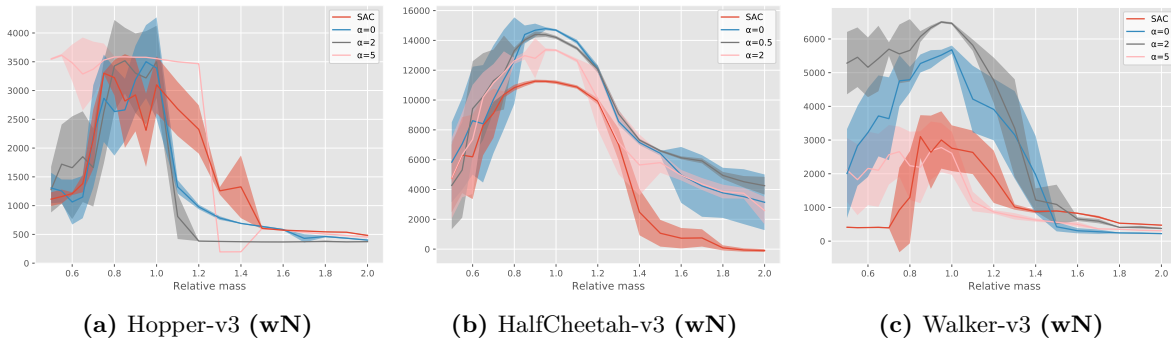 4000
3500
3000
2500
2000
1500
1000
500
0
0.6 0.8 1.0 1.2 1.4 1.6 1.8 2.0
Relative mass
SAC
α=0
α=2
α=5
(a) Hopper-v3 (wN)
16000
14000
12000
10000
8000
6000
4000
2000
0
0.6 0.8 1.0 1.2 1.4 1.6 1.8 2.0
Relative mass
SAC
α=0
α=0.5
α=2
(b) HalfCheetah-v3 (wN)
6000
5000
4000
3000
2000
1000
0
0.6 0.8 1.0 1.2 1.4 1.6 1.8 2.0
Relative mass
SAC
α=0
α=2
α=5
(c) Walker-v3 (wN)